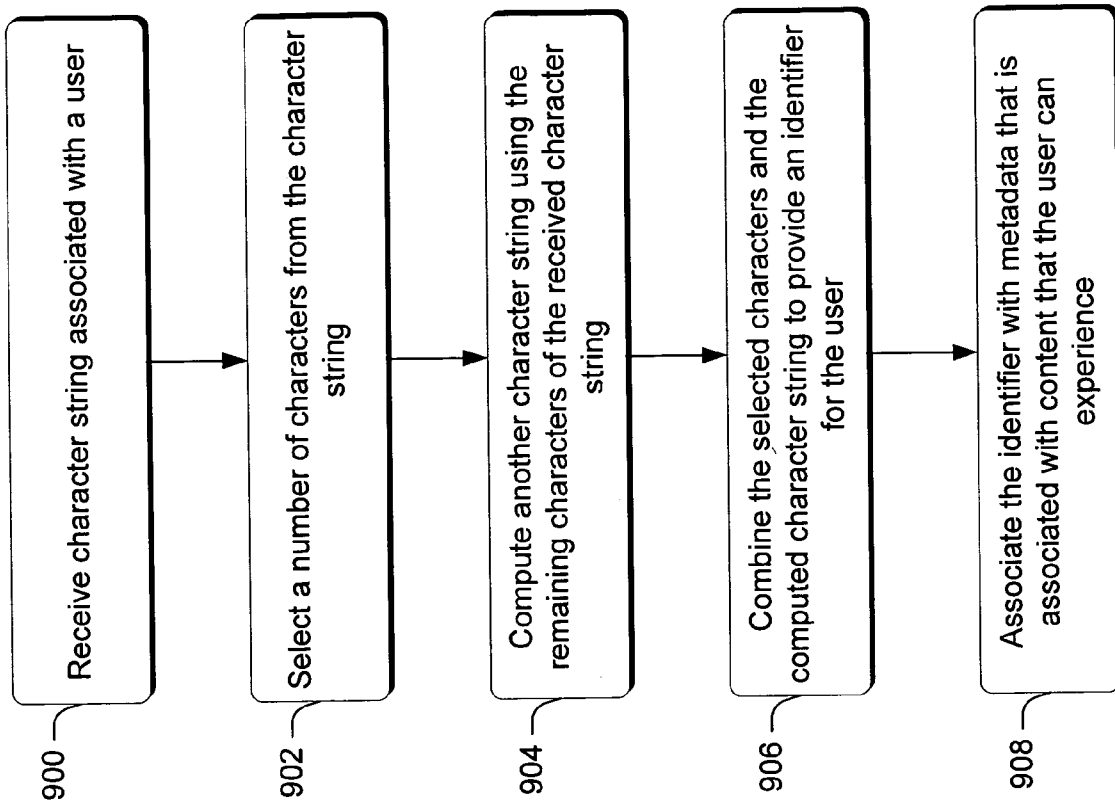 900
Receive character string associated with a user
902
Select a number of characters from the character
string
904
Compute another character string using the
remaining characters of the received character
string
906
Combine the selected characters and the
computed character string to provide an identifier
for the user
908
Associate the identifier with metadata that is
associated with content that the user can
experience